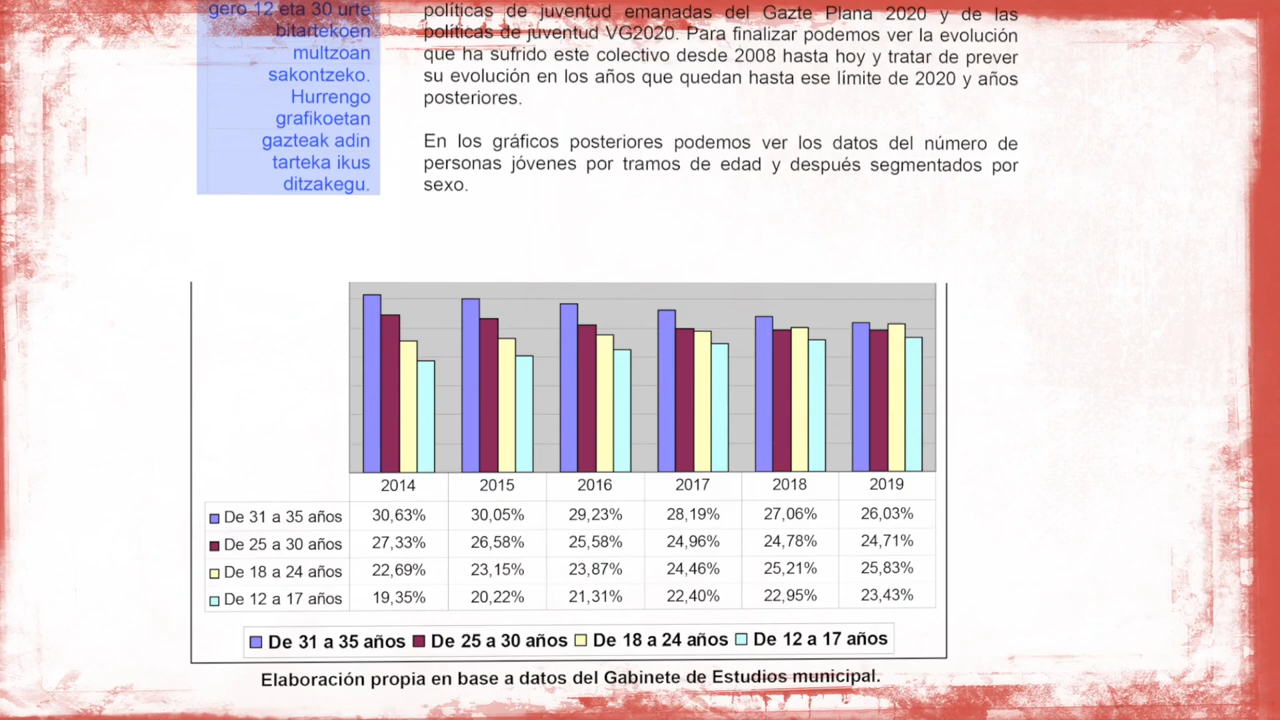 gero 12 eta 30 urte
bitartekoen
multzoan
sakontzeko.
Hurrengo
grafikoetan
gazteak adin
tarteka ikus
ditzakegu.
políticas de juventud emanadas del Gazte Plana 2020 y de las
políticas de juventud VG2020. Para finalizar podemos ver la evolución
que ha sufrido este colectivo desde 2008 hasta hoy y tratar de prever
su evolución en los años que quedan hasta ese límite de 2020 y años
posteriores.
En los gráficos posteriores podemos ver los datos del número de
personas jóvenes por tramos de edad y después segmentados por
sexo.
2014 2015 2016 2017 2018 2019
De 31 a 35 años 30,63% 30,05% 29,23% 28,19% 27,06% 26,03%
De 25 a 30 años 27,33% 26,58% 25,58% 24,96% 24,78% 24,71%
De 18 a 24 años 22,69% 23,15% 23,87% 24,46% 25,21% 25,83%
De 12 a 17 años 19,35% 20,22% 21,31% 22,40% 22,95% 23,43%
De 31 a 35 años De 25 a 30 años De 18 a 24 años De 12 a 17 años
Elaboración propia en base a datos del Gabinete de Estudios municipal.